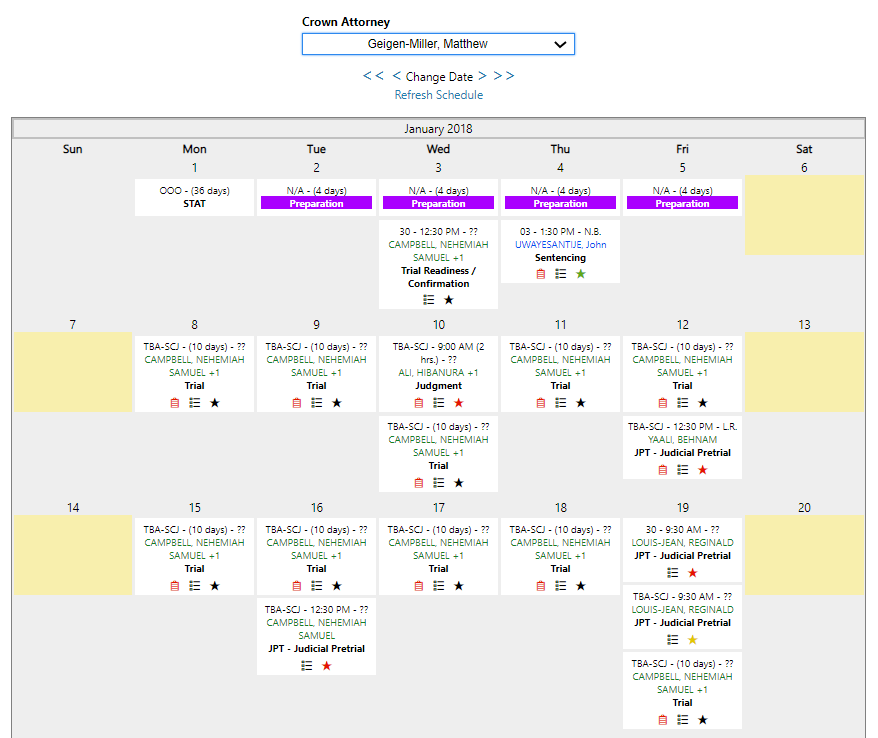 Crown Attorney
Geigen-Miller, Matthew
<< < Change Date > >>
Refresh Schedule
January 2018
Sun Mon Tue Wed Thu Fri Sat
1 2 3 4 5 6
OOO - (36 days)
STAT
N/A - (4 days)
Preparation
N/A - (4 days)
Preparation
30 - 12:30 PM - ??
CAMPBELL, NEHEMIAH
SAMUEL +1
Trial Readiness /
Confirmation
N/A - (4 days)
Preparation
03 - 1:30 PM - N.B.
UWAYESANTIJE, John
Sentencing
N/A - (4 days)
Preparation
7 8 9 10 11 12 13
TBA-SCJ - (10 days) - ??
CAMPBELL, NEHEMIAH
SAMUEL +1
Trial
TBA-SCJ - (10 days) - ??
CAMPBELL, NEHEMIAH
SAMUEL +1
Trial
TBA-SCJ - 9:00 AM (2
hrs.) - ??
ALI, HIBANURA +1
Judgment
TBA-SCJ - (10 days) - ??
CAMPBELL, NEHEMIAH
SAMUEL +1
Trial
TBA-SCJ - (10 days) - ??
CAMPBELL, NEHEMIAH
SAMUEL +1
Trial
TBA-SCJ - (10 days) - ??
CAMPBELL, NEHEMIAH
SAMUEL +1
Trial
TBA-SCJ - 12:30 PM - L.R.
YAALI, BEHNAM
JPT - Judicial Pretrial
14 15 16 17 18 19 20
TBA-SCJ - (10 days) - ??
CAMPBELL, NEHEMIAH
SAMUEL +1
Trial
TBA-SCJ - (10 days) - ??
CAMPBELL, NEHEMIAH
SAMUEL +1
Trial
TBA-SCJ - 12:30 PM - ??
CAMPBELL, NEHEMIAH
SAMUEL
JPT - Judicial Pretrial
TBA-SCJ - (10 days) - ??
CAMPBELL, NEHEMIAH
SAMUEL +1
Trial
TBA-SCJ - (10 days) - ??
CAMPBELL, NEHEMIAH
SAMUEL +1
Trial
30 - 9:30 AM - ??
LOUIS-JEAN, REGINALD
JPT - Judicial Pretrial
TBA-SCJ - 9:30 AM - ??
LOUIS-JEAN, REGINALD
JPT - Judicial Pretrial
TBA-SCJ - (10 days) - ??
CAMPBELL, NEHEMIAH
SAMUEL +1
Trial